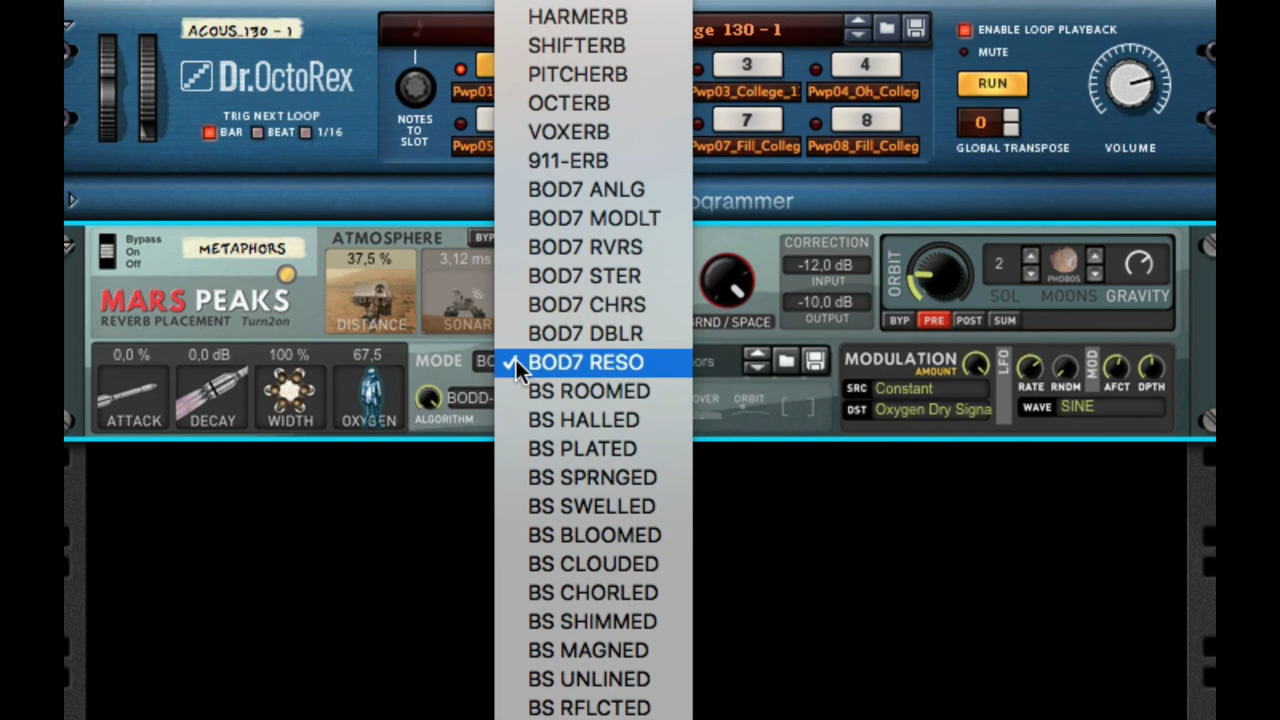 ACOUS_130 - 1
Dr.OctoRex
TRIG NEXT LOOP
BAR BEAT 1/16
NOTES
TO
SLOT
ge 130 - 1
3 4
Pwp01
Pwp03_College_1 Pwp04_Oh_Colleg
7 8
Pwp07_Fill_Colleg Pwp08_Fill_Colleg
ENABLE LOOP PLAYBACK
MUTE
RUN
0
GLOBAL TRANSPOSE
VOLUME
ogrammer
HARMERB
SHIFTERB
PITCHERB
OCTERB
VOXERB
911-ERB
BOD7 ANLG
BOD7 MODLT
BOD7 RVRS
BOD7 STER
BOD7 CHRS
BOD7 DBLR
BOD7 RESO
BS ROOMED
BS HALLED
BS PLATED
BS SPRNGED
BS SWELLED
BS BLOOMED
BS CLOUDED
BS CHORLED
BS SHIMMED
BS MAGNED
BS UNLINED
BS RFLCTED
Bypass
On
Off
METAPHORS
MARS PEAKS
REVERB PLACEMENT Turn2on
ATMOSPHERE BYP
37,5 % 3,12 ms
DISTANCE SONAR
0,0 % 0,0 dB 100 % 67,5
ATTACK DECAY WIDTH OXYGEN
MODE BO
BODD-
ALGORITHM
RND / SPACE
CORRECTION
-12,0 dB
INPUT
-10,0 dB
OUTPUT
ORBIT
2
PHOBOS
SOL MOONS GRAVITY
BYP PRE POST SUM
ors
OVER ORBIT
MODULATION
AMOUNT
SRC Constant
DST Oxygen Dry Signa
LFO
RATE RNDM
MOD
AFCT DPTH
WAVE SINE